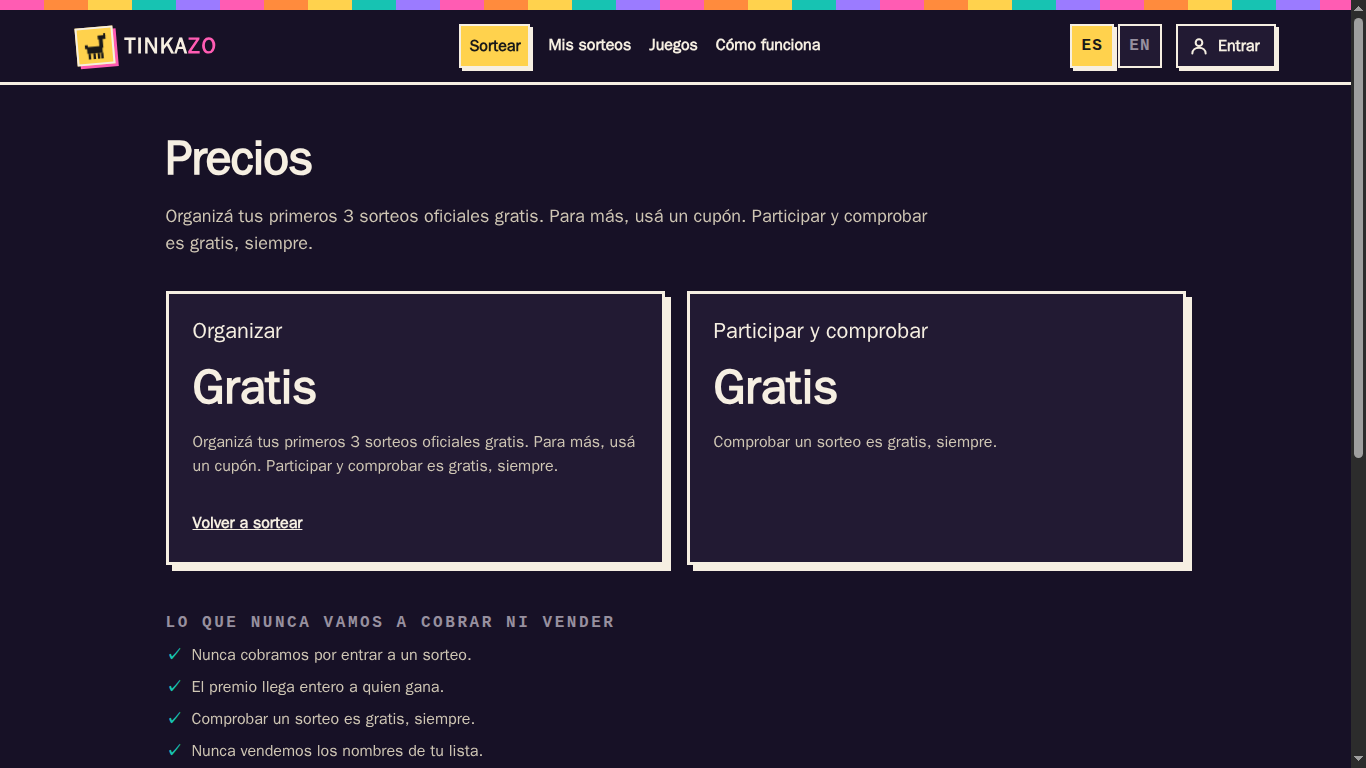 TINKAZO
Sortear
Mis sorteos
Juegos
Cómo funciona
ES
EN
Entrar
Precios
Organizá tus primeros 3 sorteos oficiales gratis. Para más, usá un cupón. Participar y comprobar
es gratis, siempre.
Organizar
Gratis
Organizá tus primeros 3 sorteos oficiales gratis. Para más, usá
un cupón. Participar y comprobar es gratis, siempre.
Volver a sortear
Participar y comprobar
Gratis
Comprobar un sorteo es gratis, siempre.
LO QUE NUNCA VAMOS A COBRAR NI VENDER
✓ Nunca cobramos por entrar a un sorteo.
✓ El premio llega entero a quien gana.
✓ Comprobar un sorteo es gratis, siempre.
✓ Nunca vendemos los nombres de tu lista.